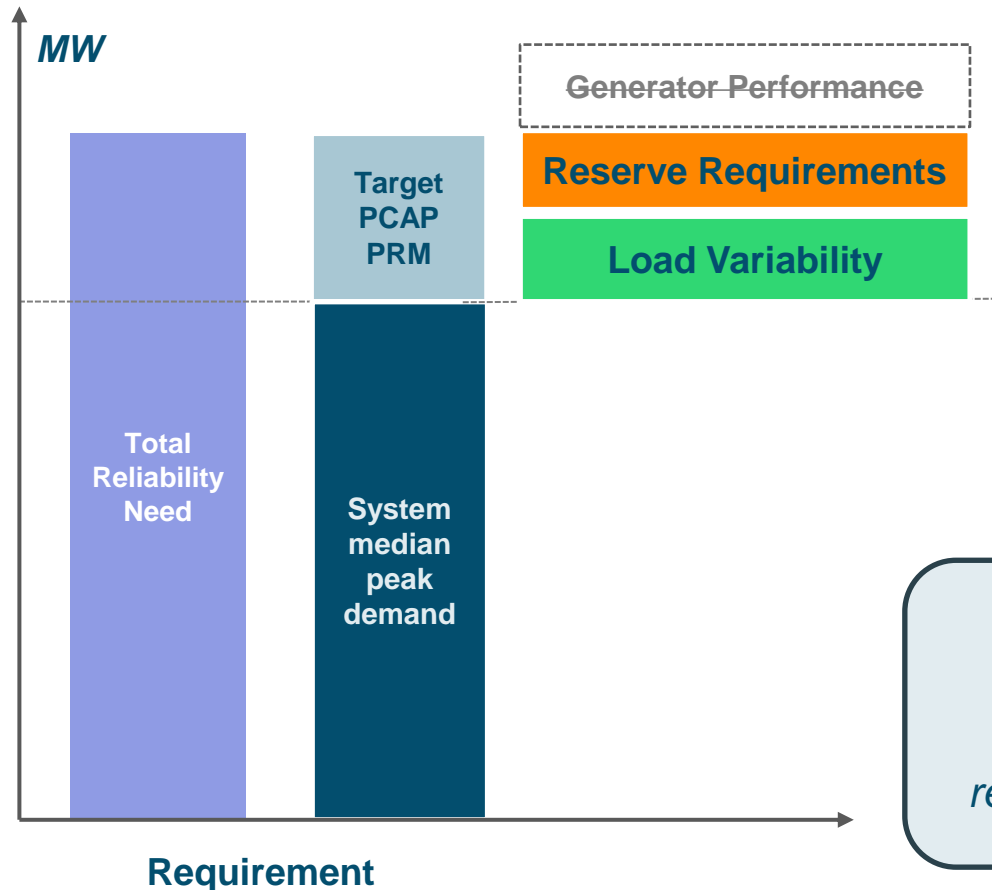 MW
Generator Performance
Reserve Requirements
Load Variability
Target
PCAP
PRM
Total
Reliability
Need
System
median
peak
demand
Requirement